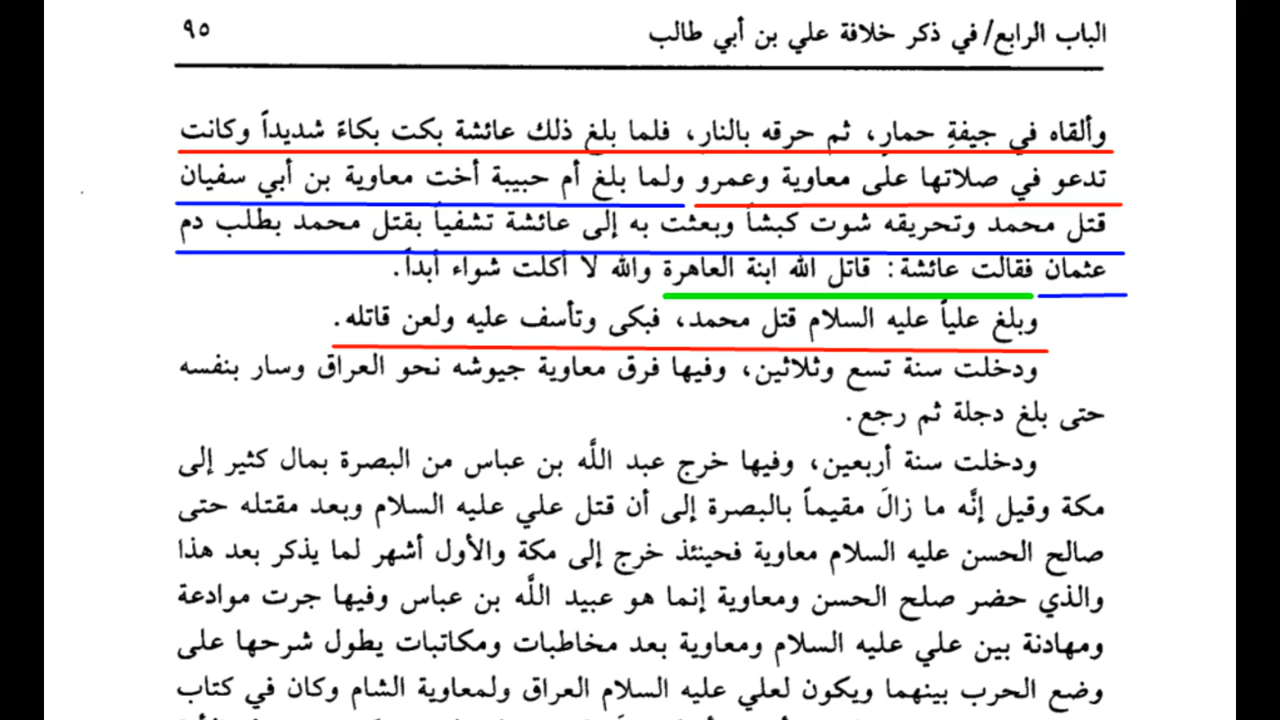 الباب الرابع/ في ذكر خلافة علي بن أبي طالب ٩٥
وألقاه في جيفةِ حمارٍ، ثم حرقه بالنارِ، فلما بلغ ذلك عائشة بكت بكاءً شديداً وكانت
تدعو في صلاتها على معاوية وعمرو ولما بلغ أم حبيبة أخت معاوية بن أبي سفيان
قتل محمد وتحريقه شوت كبشاً وبعثت به إلى عائشة تشفياً بقتل محمد بطلب دم
عثمان فقالت عائشة: قاتل الله ابنة العاهرة والله لا أكلت شواء أبداً.
وبلغ علياً عليه السلام قتل محمد، فبكى وتأسف عليه ولعن قاتله.
ودخلت سنة تسع وثلاثين، وفيها فرق معاوية جيوشه نحو العراق وسار بنفسه
حتى بلغ دجلة ثم رجع.
ودخلت سنة أربعين، وفيها خرج عبد اللَّه بن عباس من البصرة بمال كثير إلى
مكة وقيل إنَّه ما زالَ مقيماً بالبصرة إلى أن قتل علي عليه السلام وبعد مقتله حتى
صالح الحسن عليه السلام معاوية فحينئذ خرج إلى مكة والأول أشهر لما يذكر بعد هذا
والذي حضر صلح الحسن ومعاوية إنما هو عبيد اللَّه بن عباس وفيها جرت موادعة
ومهادنة بين علي عليه السلام ومعاوية بعد مخاطبات ومكاتبات يطول شرحها على
وضع الحرب بينهما ويكون لعلي عليه السلام العراق ولمعاوية الشام وكان في كتاب